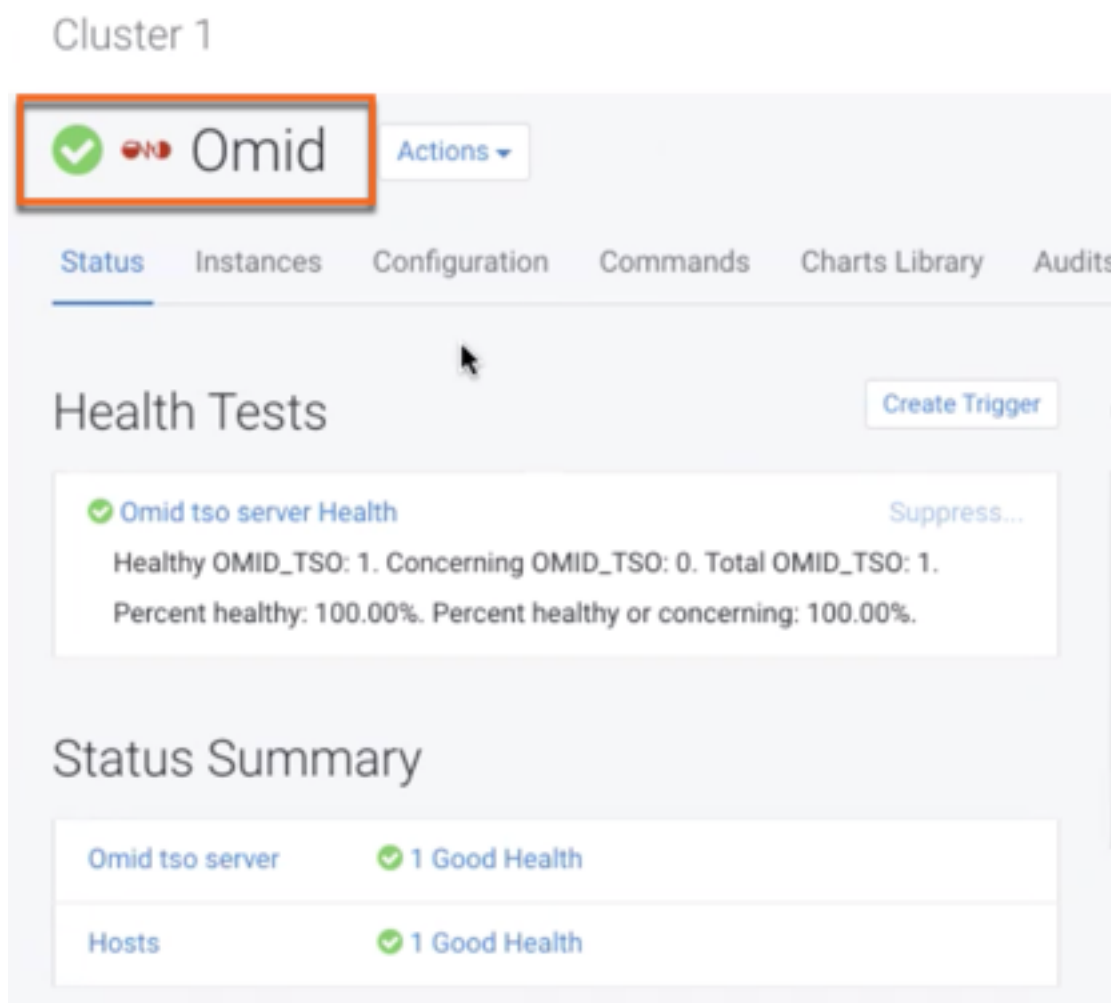 Cluster 1
Omid Actions
Status Instances Configuration Commands Charts Library Audits
Health Tests Create Trigger
Omid tso server Health Suppress...
Healthy OMID_TSO: 1. Concerning OMID_TSO: 0. Total OMID_TSO: 1.
Percent healthy: 100.00%. Percent healthy or concerning: 100.00%.
Status Summary
Omid tso server 1 Good Health
Hosts 1 Good Health